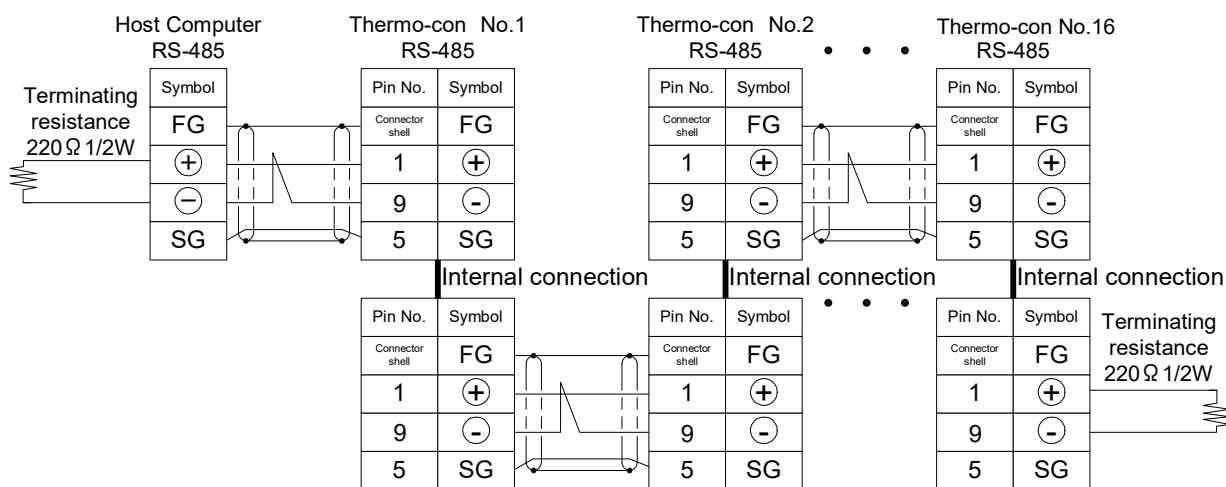 Host Computer
RS-485
Thermo-con No.1
RS-485
Thermo-con No.2
RS-485
• • •
Thermo-con No.16
RS-485
Terminating
resistance
220Ω 1/2W
Symbol
FG
+
−
SG
Pin No. Symbol
Connector shell FG
1 +
9 -
5 SG
Pin No. Symbol
Connector shell FG
1 +
9 -
5 SG
Pin No. Symbol
Connector shell FG
1 +
9 -
5 SG
Internal connection
Internal connection
Internal connection
• • •
Pin No. Symbol
Connector shell FG
1 +
9 -
5 SG
Pin No. Symbol
Connector shell FG
1 +
9 -
5 SG
Pin No. Symbol
Connector shell FG
1 +
9 -
5 SG
Terminating
resistance
220Ω 1/2W